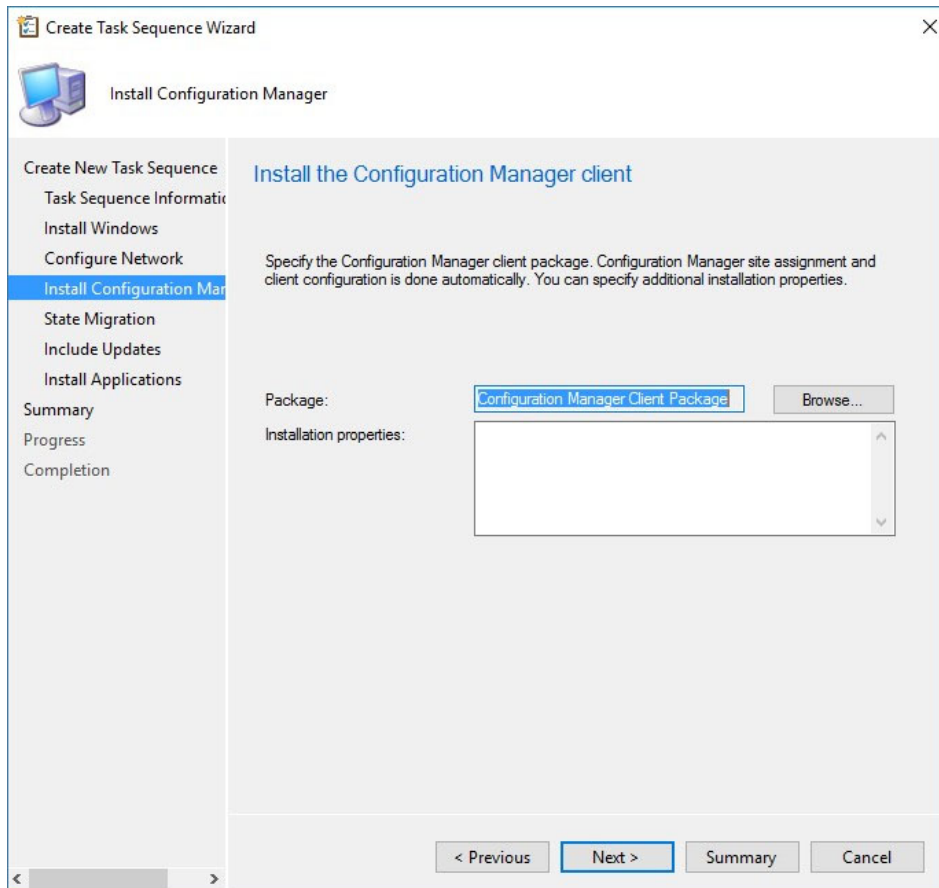 Create Task Sequence Wizard
Install Configuration Manager
Create New Task Sequence
Task Sequence Informatic
Install Windows
Configure Network
Install Configuration Mar
State Migration
Include Updates
Install Applications
Summary
Progress
Completion
Install the Configuration Manager client
Specify the Configuration Manager client package. Configuration Manager site assignment and
client configuration is done automatically. You can specify additional installation properties.
Package:
Configuration Manager Client Package
Browse...
Installation properties:
< Previous
Next >
Summary
Cancel